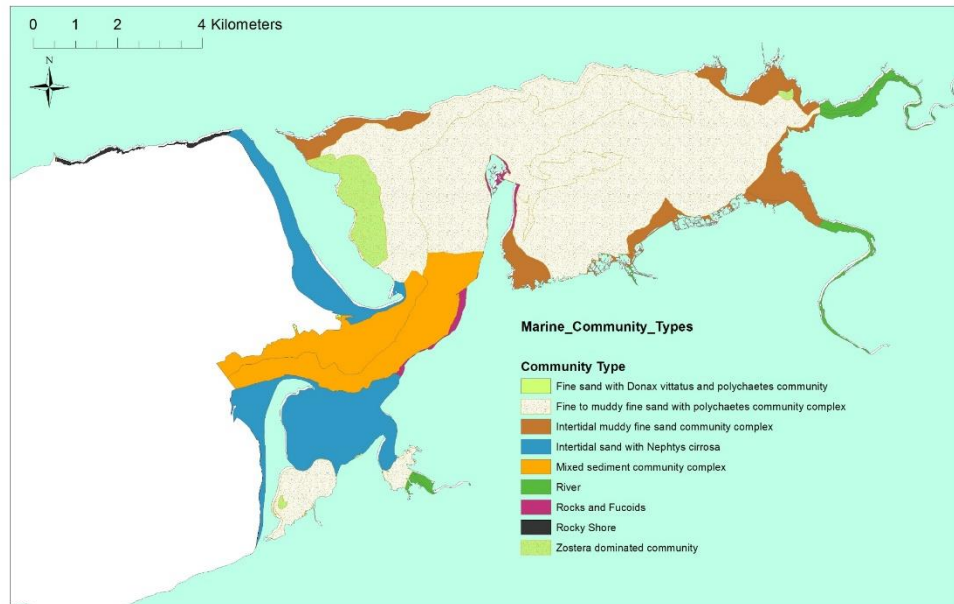 0 1 2 4 Kilometers
N
Marine_Community_Types
Community Type
Fine sand with Donax vittatus and polychaetes community
Fine to muddy fine sand with polychaetes community complex
Intertidal muddy fine sand community complex
Intertidal sand with Nephtys cirrosa
Mixed sediment community complex
River
Rocks and Fucoids
Rocky Shore
Zostera dominated community